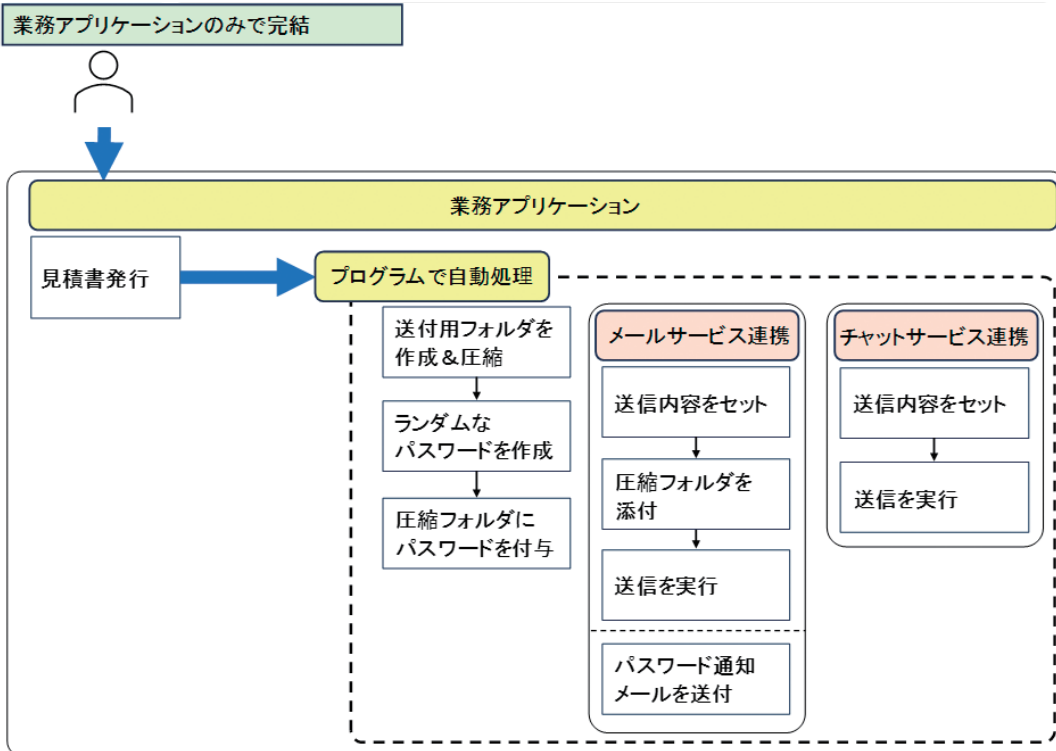 業務アプリケーションのみで完結
業務アプリケーション
見積書発行
プログラムで自動処理
送付用フォルダを
作成＆圧縮
ランダムな
パスワードを作成
圧縮フォルダに
パスワードを付与
メールサービス連携
送信内容をセット
圧縮フォルダを
添付
送信を実行
パスワード通知
メールを送付
チャットサービス連携
送信内容をセット
送信を実行